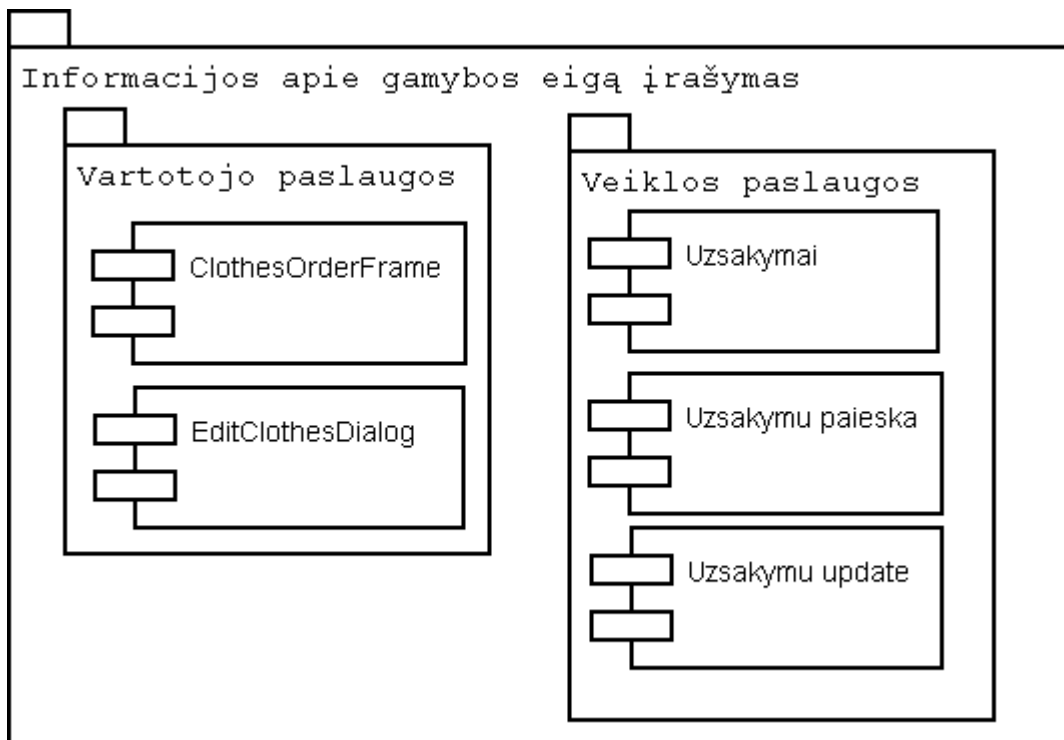 Informacijos apie gamybos eigą įrašymas
Vartotojo paslaugos
ClothesOrderFrame
EditClothesDialog
Veiklos paslaugos
Uzsakymai
Uzsakymu paieska
Uzsakymu update